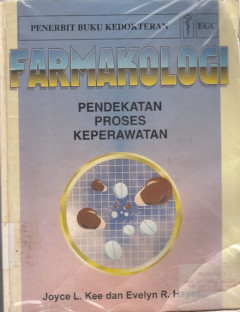 PENERBIT BUKU KEDOKTERAN EGC
FARMAKOLOGI
PENDEKATAN
PROSES
KEPERAWATAN
Joyce L. Kee dan Evelyn R.